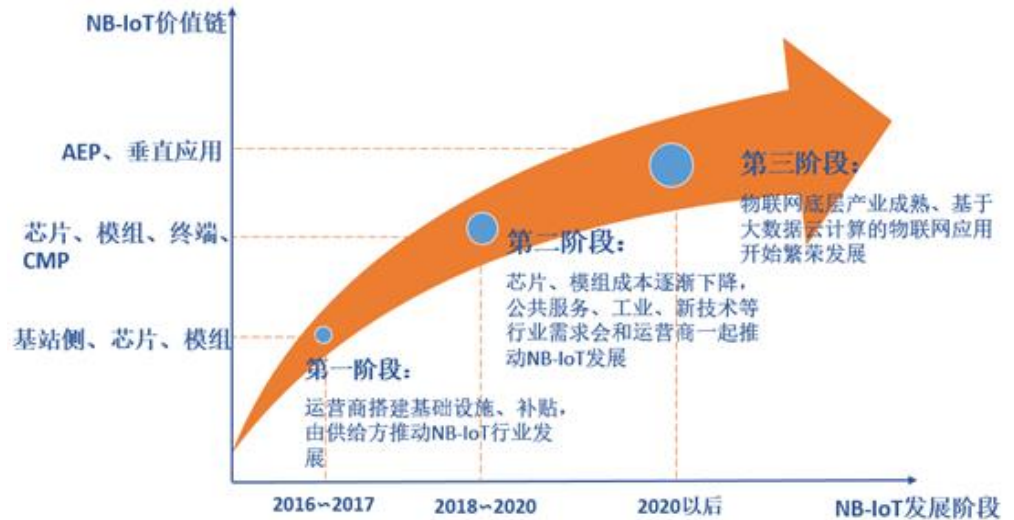 NB-IoT价值链
AEP、垂直应用
芯片、模组、终端、
CMP
基站侧、芯片、模组
第三阶段：
物联网底层产业成熟、基于
大数据云计算的物联网应用
开始繁荣发展
第二阶段：
芯片、模组成本逐渐下降，
公共服务、工业、新技术等
行业需求会和运营商一起推
动NB-IoT发展
第一阶段：
运营商搭建基础设施、补贴，
由供给方推动NB-IoT行业发
展
2016~2017
2018~2020
2020以后
NB-IoT发展阶段